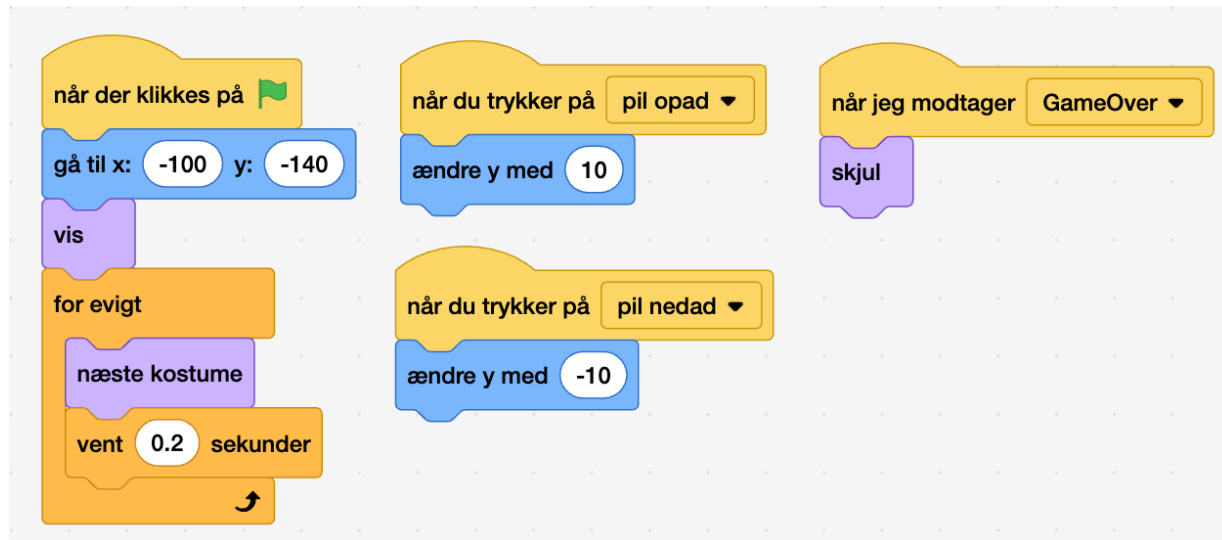 når der klikkes på
gå til x: -100 y: -140
vis
for evigt
næste kostume
vent 0.2 sekunder
når du trykker på pil opad
ændre y med 10
når du trykker på pil nedad
ændre y med -10
når jeg modtager GameOver
skjul